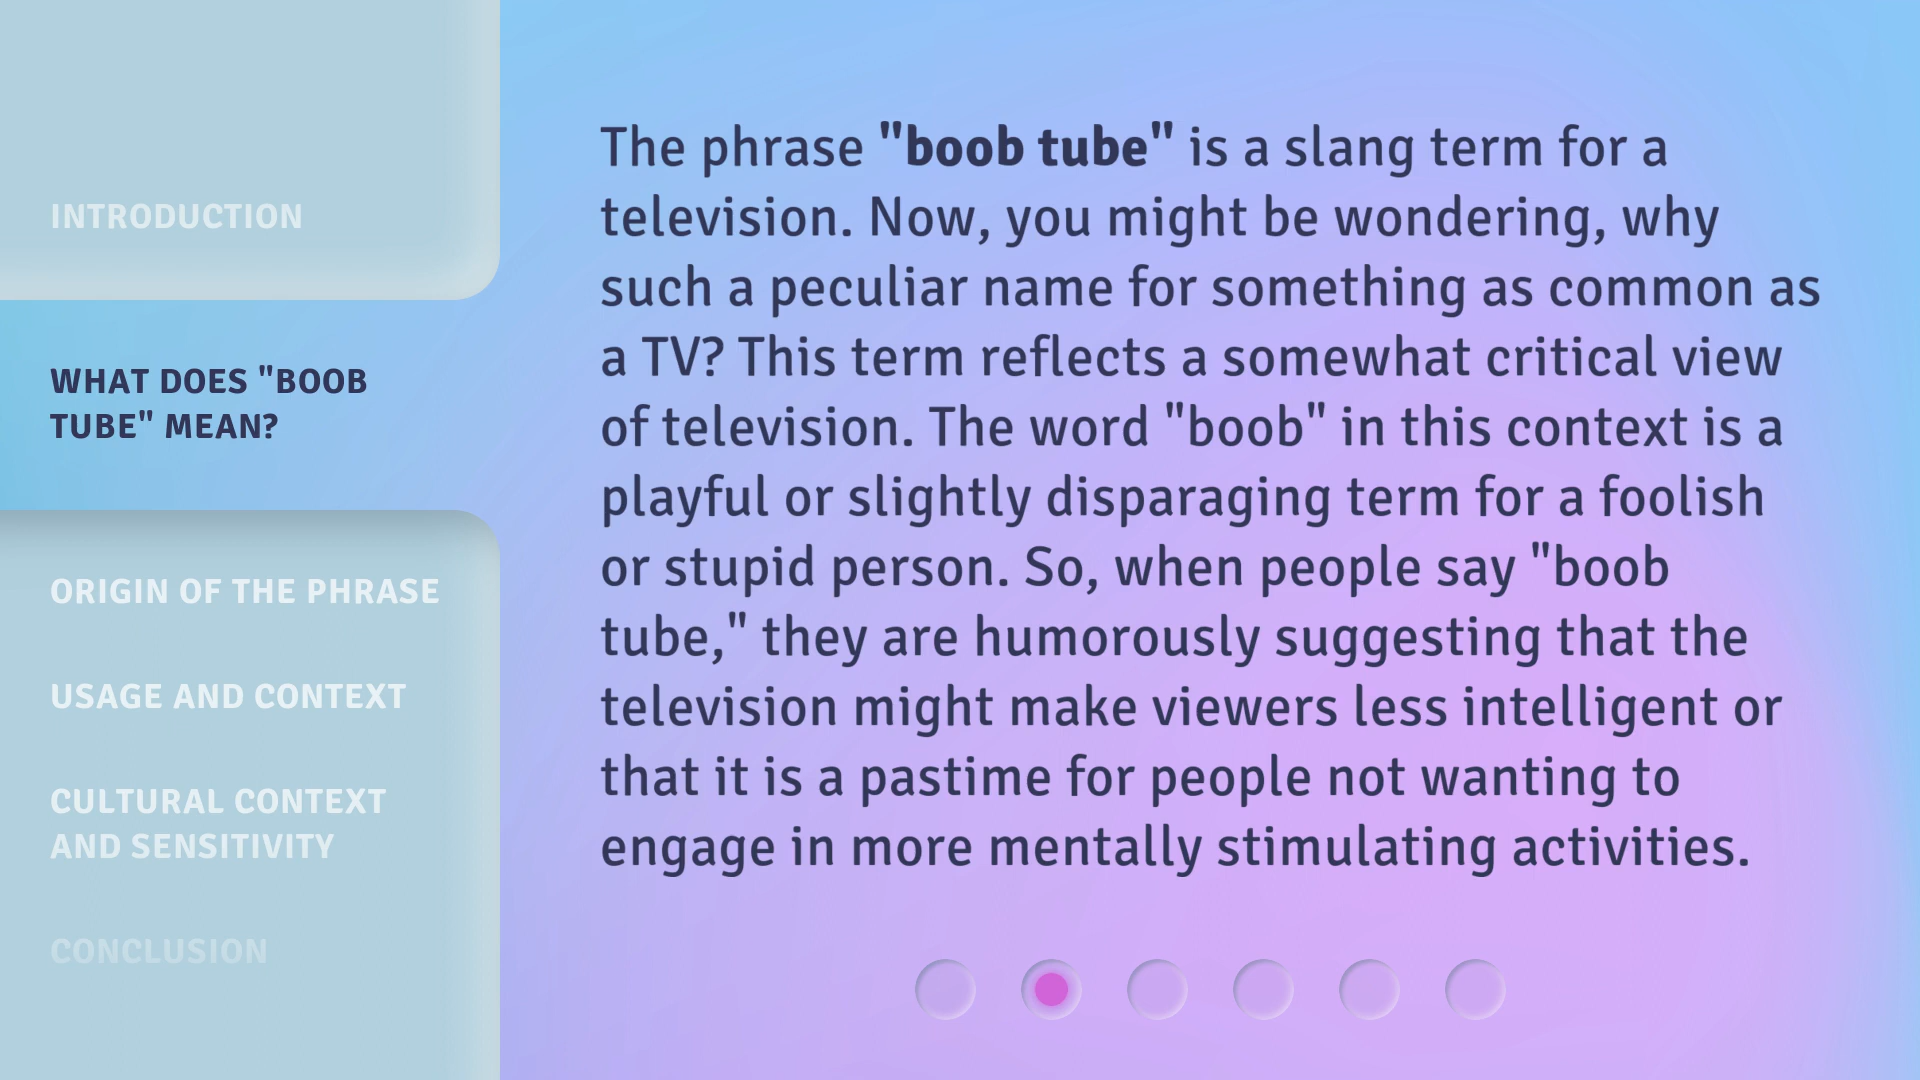 INTRODUCTION
WHAT DOES "BOOB
TUBE" MEAN?
ORIGIN OF THE PHRASE
USAGE AND CONTEXT
CULTURAL CONTEXT
AND SENSITIVITY
CONCLUSION
The phrase "boob tube" is a slang term for a
television. Now, you might be wondering, why
such a peculiar name for something as common as
a TV? This term reflects a somewhat critical view
of television. The word "boob" in this context is a
playful or slightly disparaging term for a foolish
or stupid person. So, when people say "boob
tube," they are humorously suggesting that the
television might make viewers less intelligent or
that it is a pastime for people not wanting to
engage in more mentally stimulating activities.